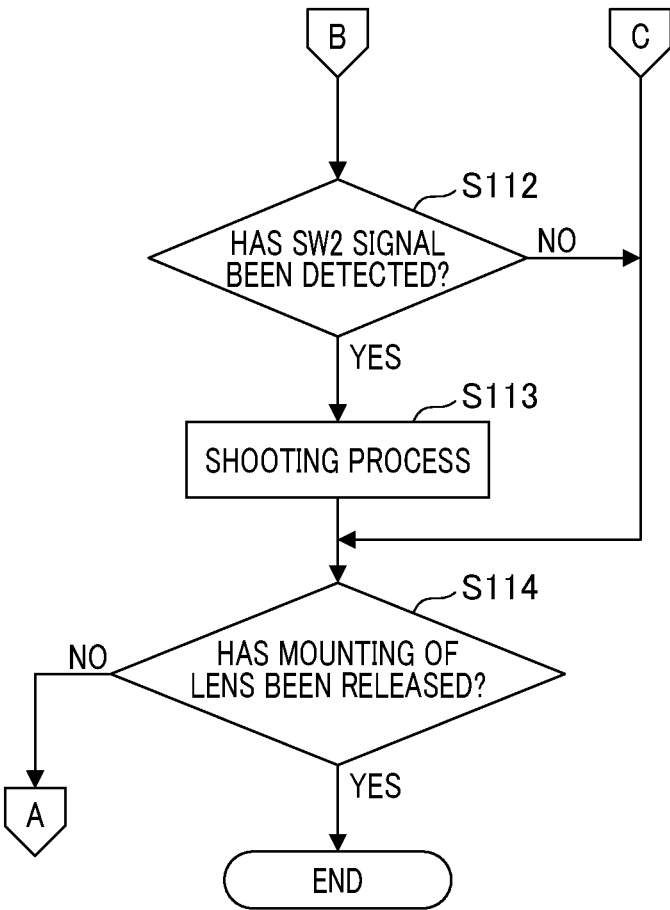 B
C
S112
HAS SW2 SIGNAL
BEEN DETECTED?
NO
YES
S113
SHOOTING PROCESS
S114
HAS MOUNTING OF
LENS BEEN RELEASED?
NO
YES
A
END